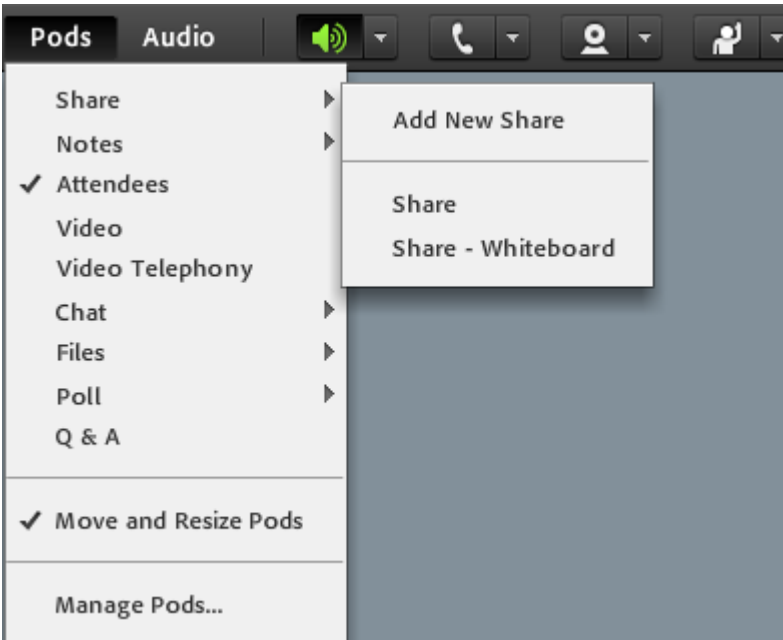 Pods Audio
Share
Notes
Attendees
Video
Video Telephony
Chat
Files
Poll
Q & A
Move and Resize Pods
Manage Pods...
Add New Share
Share
Share - Whiteboard